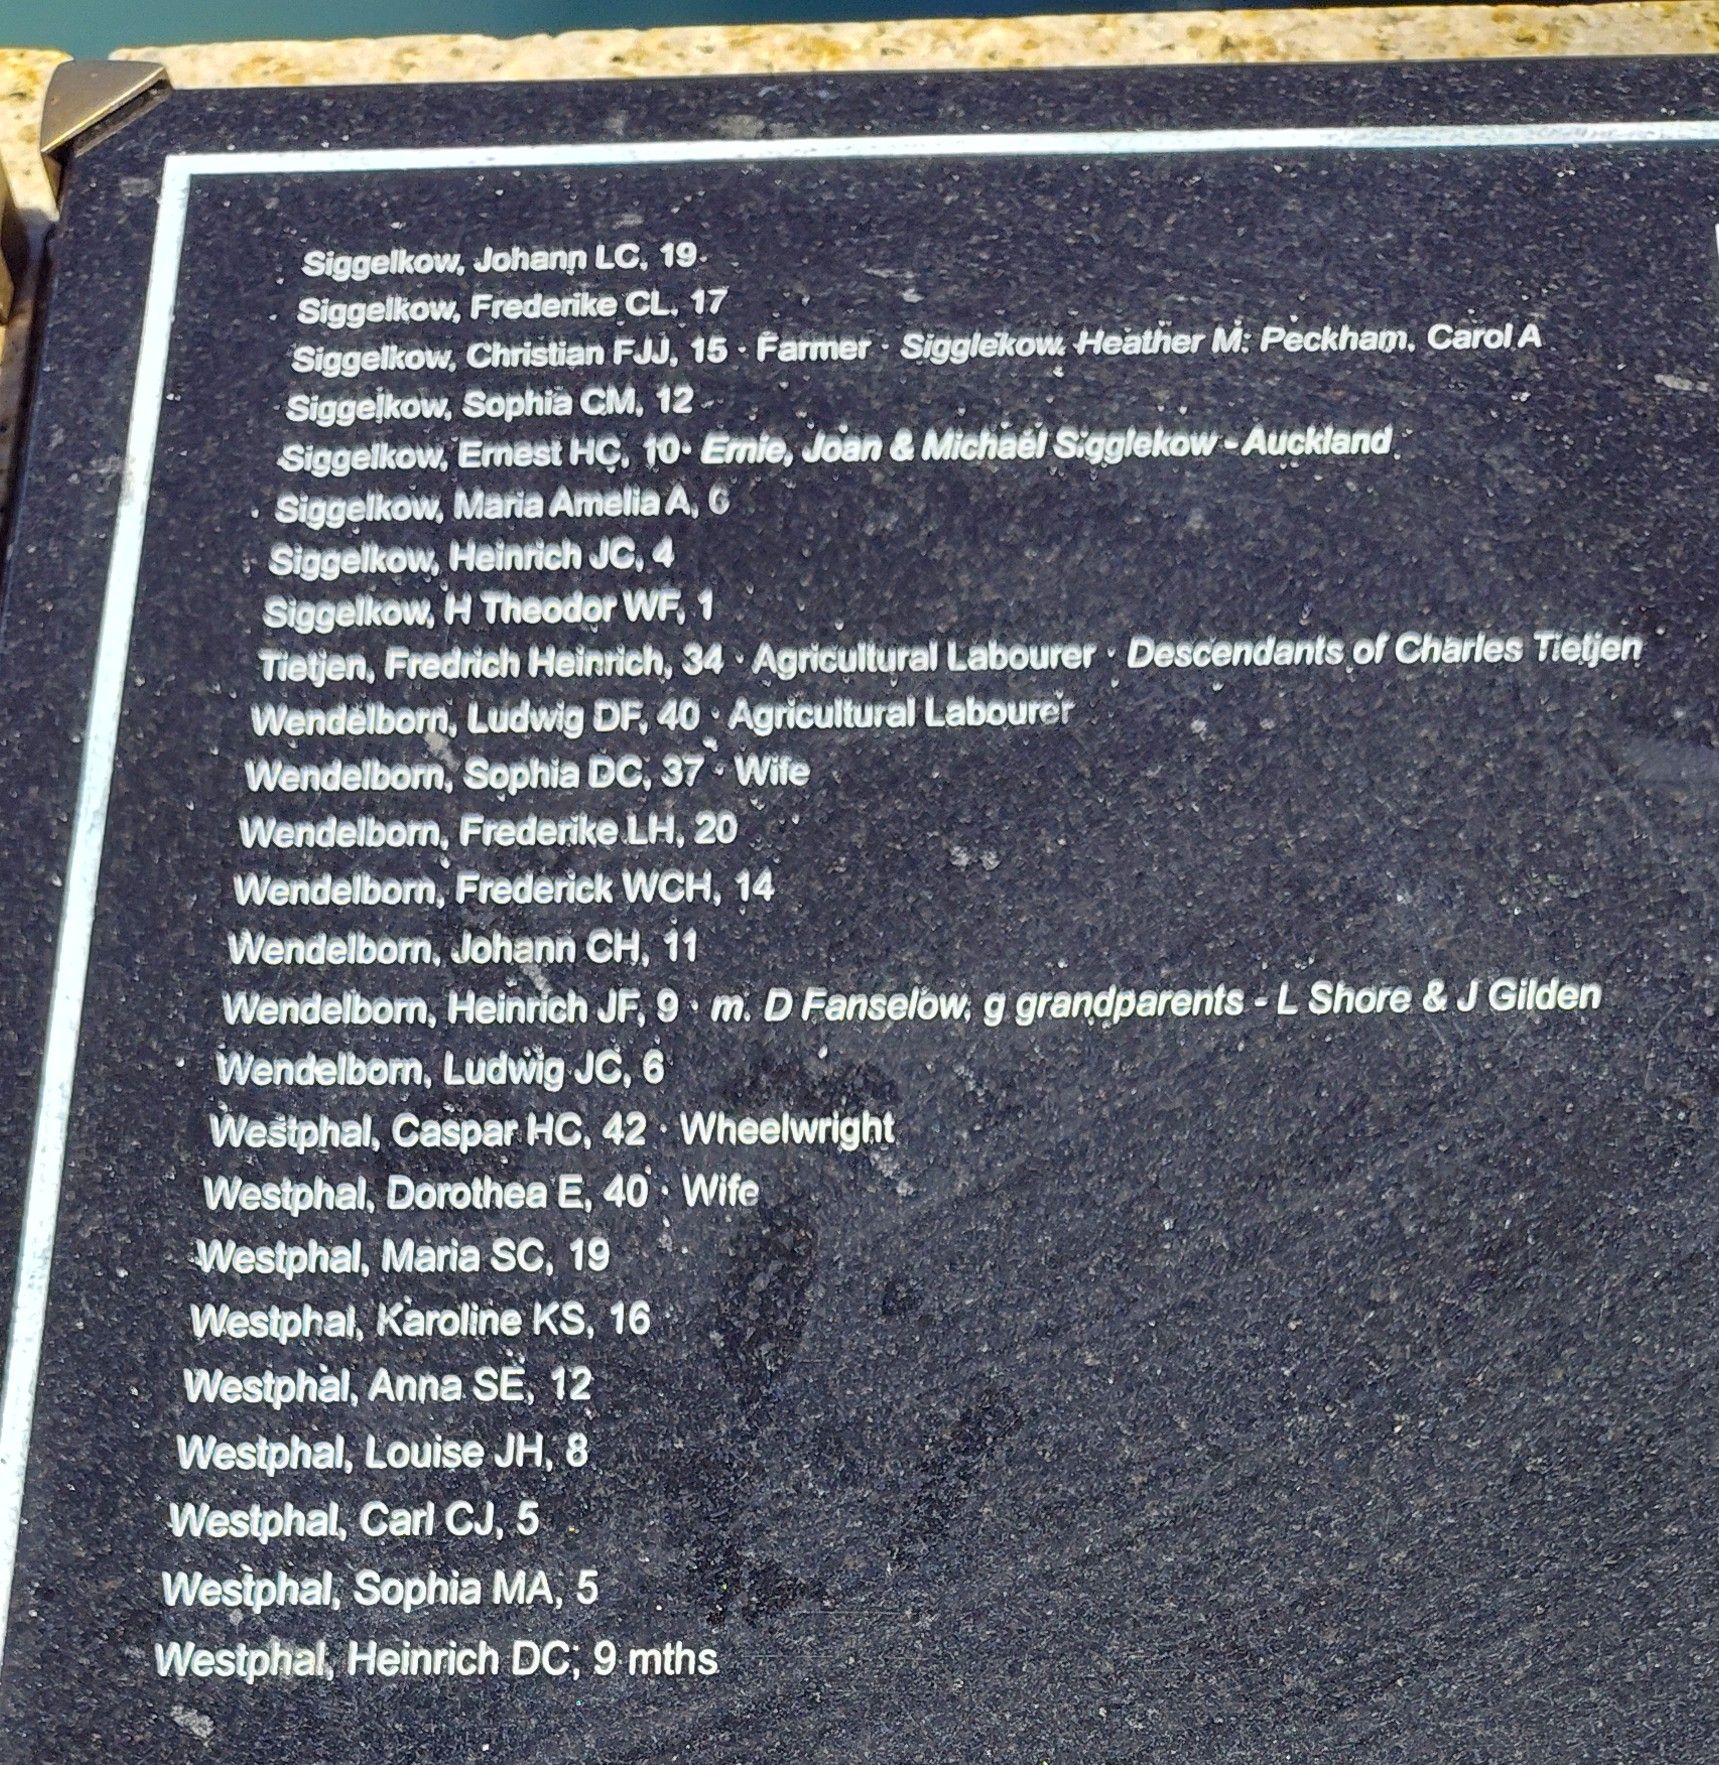 Siggelkow, Johann LC, 19
Siggelkow, Frederike CL, 17
Siggelkow, Christian FJJ, 15 · Farmer · Sigglekow, Heather M: Peckham, Carol A
Siggelkow, Sophia CM, 12
Siggelkow, Ernest HC, 10 · Ernie, Joan & Michael Sigglekow - Auckland
Siggelkow, Maria Amelia A, 6
Siggelkow, Heinrich JC, 4
Siggelkow, H Theodor WF, 1
Tietjen, Fredrich Heinrich, 34 · Agricultural Labourer · Descendants of Charles Tietjen
Wendelborn, Ludwig DF, 40 · Agricultural Labourer
Wendelborn, Sophia DC, 37 · Wife
Wendelborn, Frederike LH, 20
Wendelborn, Frederick WCH, 14
Wendelborn, Johann CH, 11
Wendelborn, Heinrich JF, 9 · m. D Fanselow, g grandparents - L Shore & J Gilden
Wendelborn, Ludwig JC, 6
Westphal, Caspar HC, 42 · Wheelwright
Westphal, Dorothea E, 40 · Wife
Westphal, Maria SC, 19
Westphal, Karoline KS, 16
Westphal, Anna SE, 12
Westphal, Louise JH, 8
Westphal, Carl CJ, 5
Westphal, Sophia MA, 5
Westphal, Heinrich DC, 9 mths